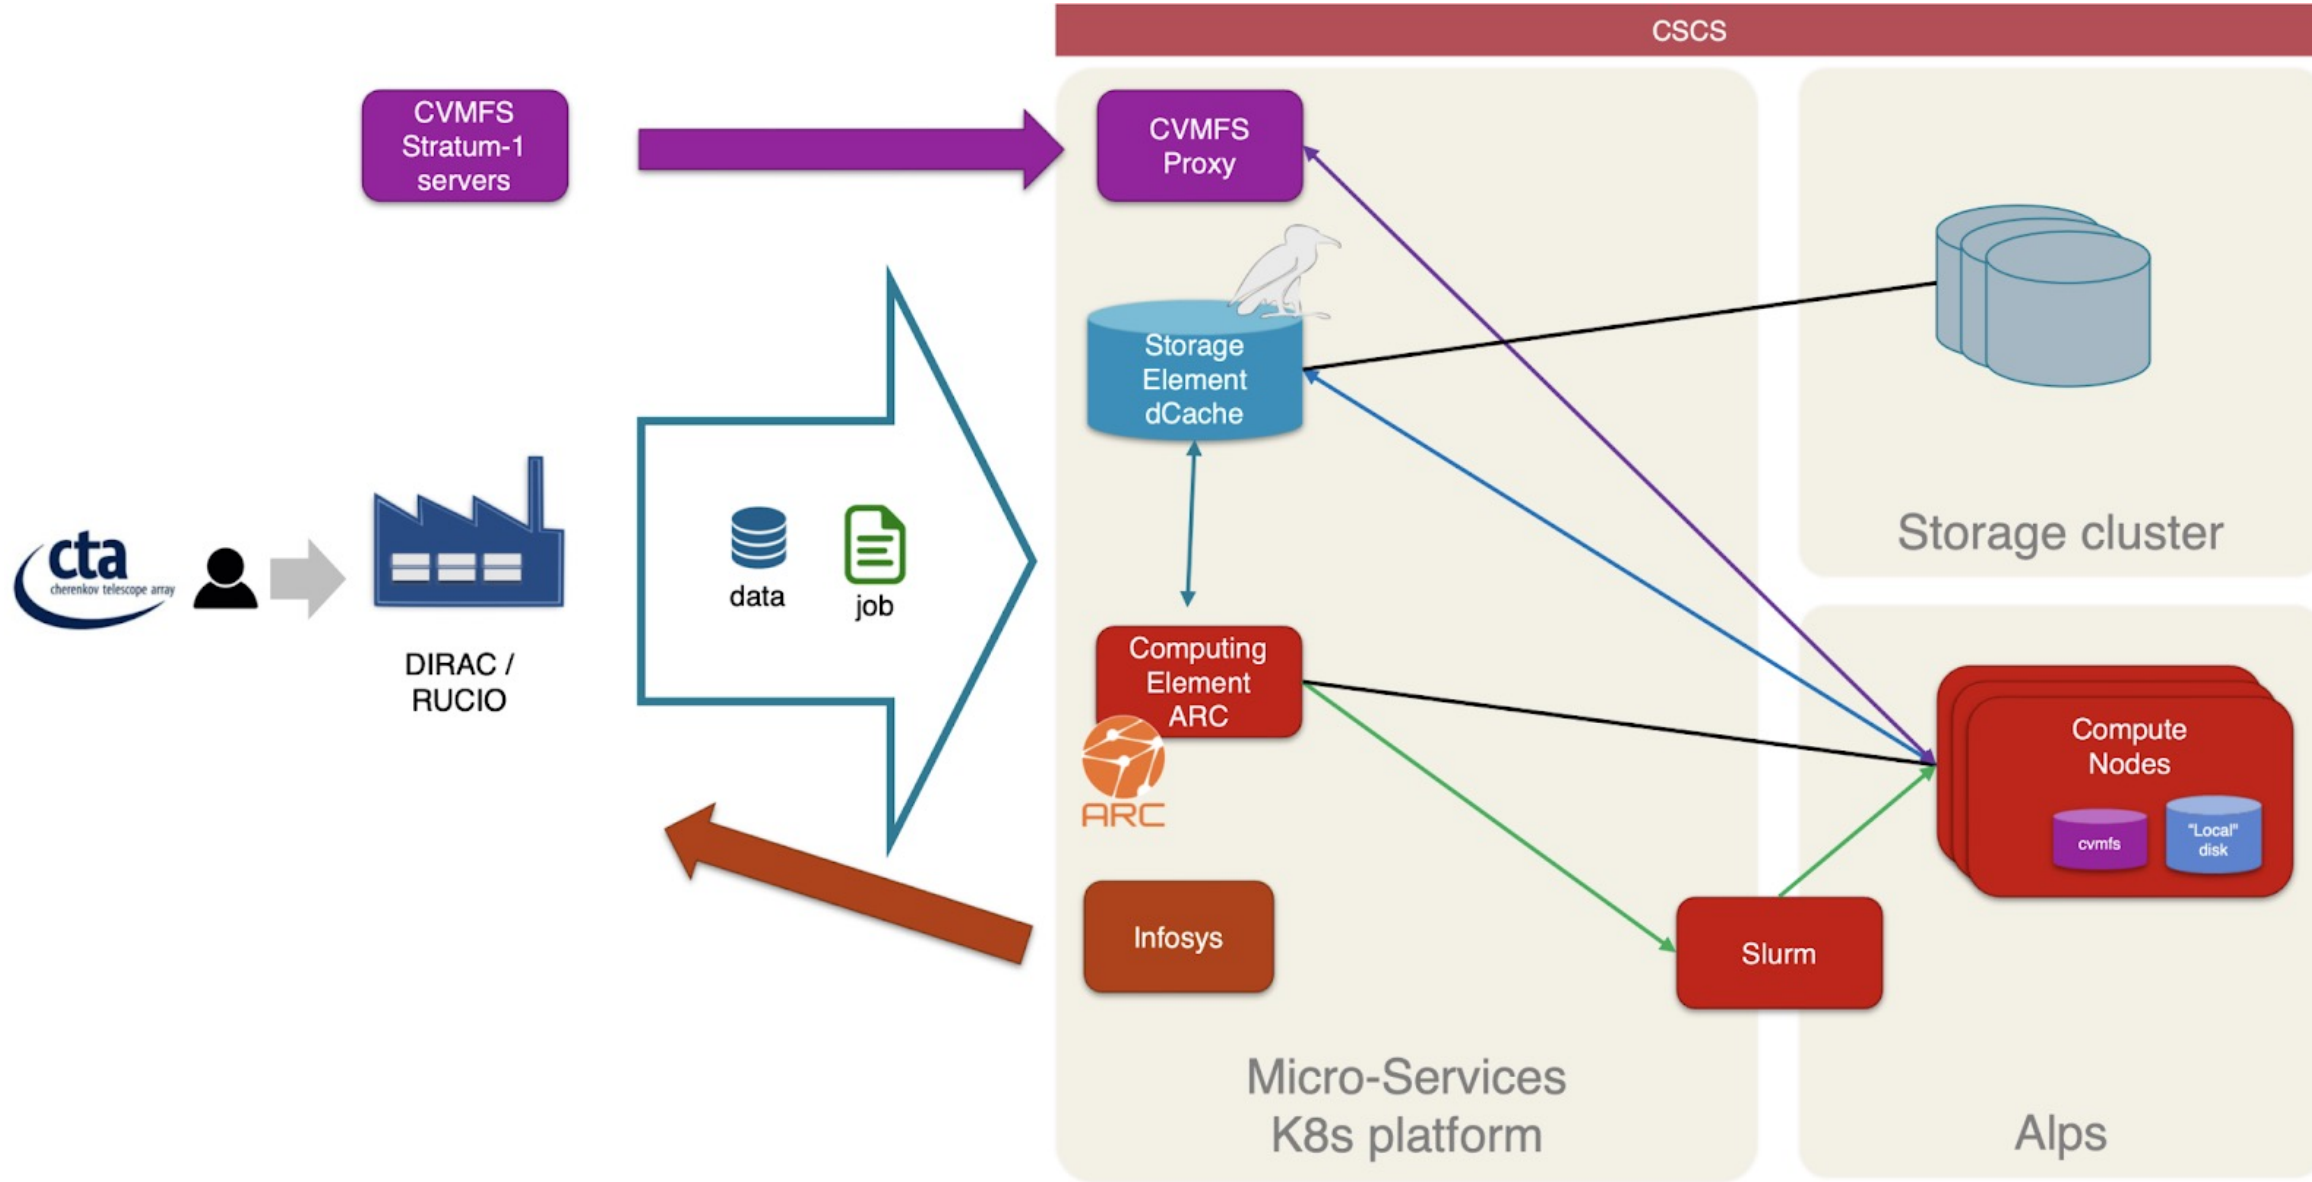 CSCS
CVMFS
Stratum-1
servers
CVMFS
Proxy
Storage
Element
dCache
Storage cluster
cta
cherenkov telescope array
data
job
DIRAC /
RUCIO
Computing
Element
ARC
ARC
Compute
Nodes
cvmfs
"Local"
disk
Infosys
Slurm
Micro-Services
K8s platform
Alps